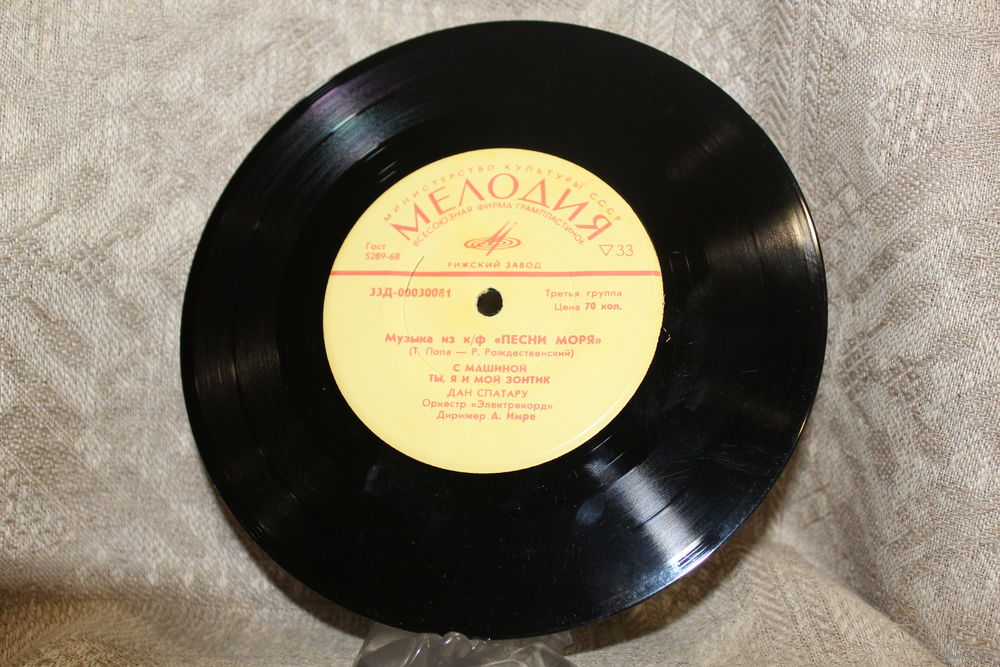 МИНИСТЕРСТВО КУЛЬТУРЫ СССР
МЕЛОДИЯ
ВСЕСОЮЗНАЯ ФИРМА ГРАМПЛАСТИНОК
Гост
5289-68
33
РИЖСКИЙ ЗАВОД
33Д-00030081
Третья группа
Цена 70 коп.
Музыка из к/ф «ПЕСНИ МОРЯ»
(Т. Попа — Р. Рождественский)
С МАШИНОЙ
ТЫ, Я И МОЙ ЗОНТИК
ДАН СПАТАРУ
Оркестр «Электрекорд»
Дирижер А. Имре